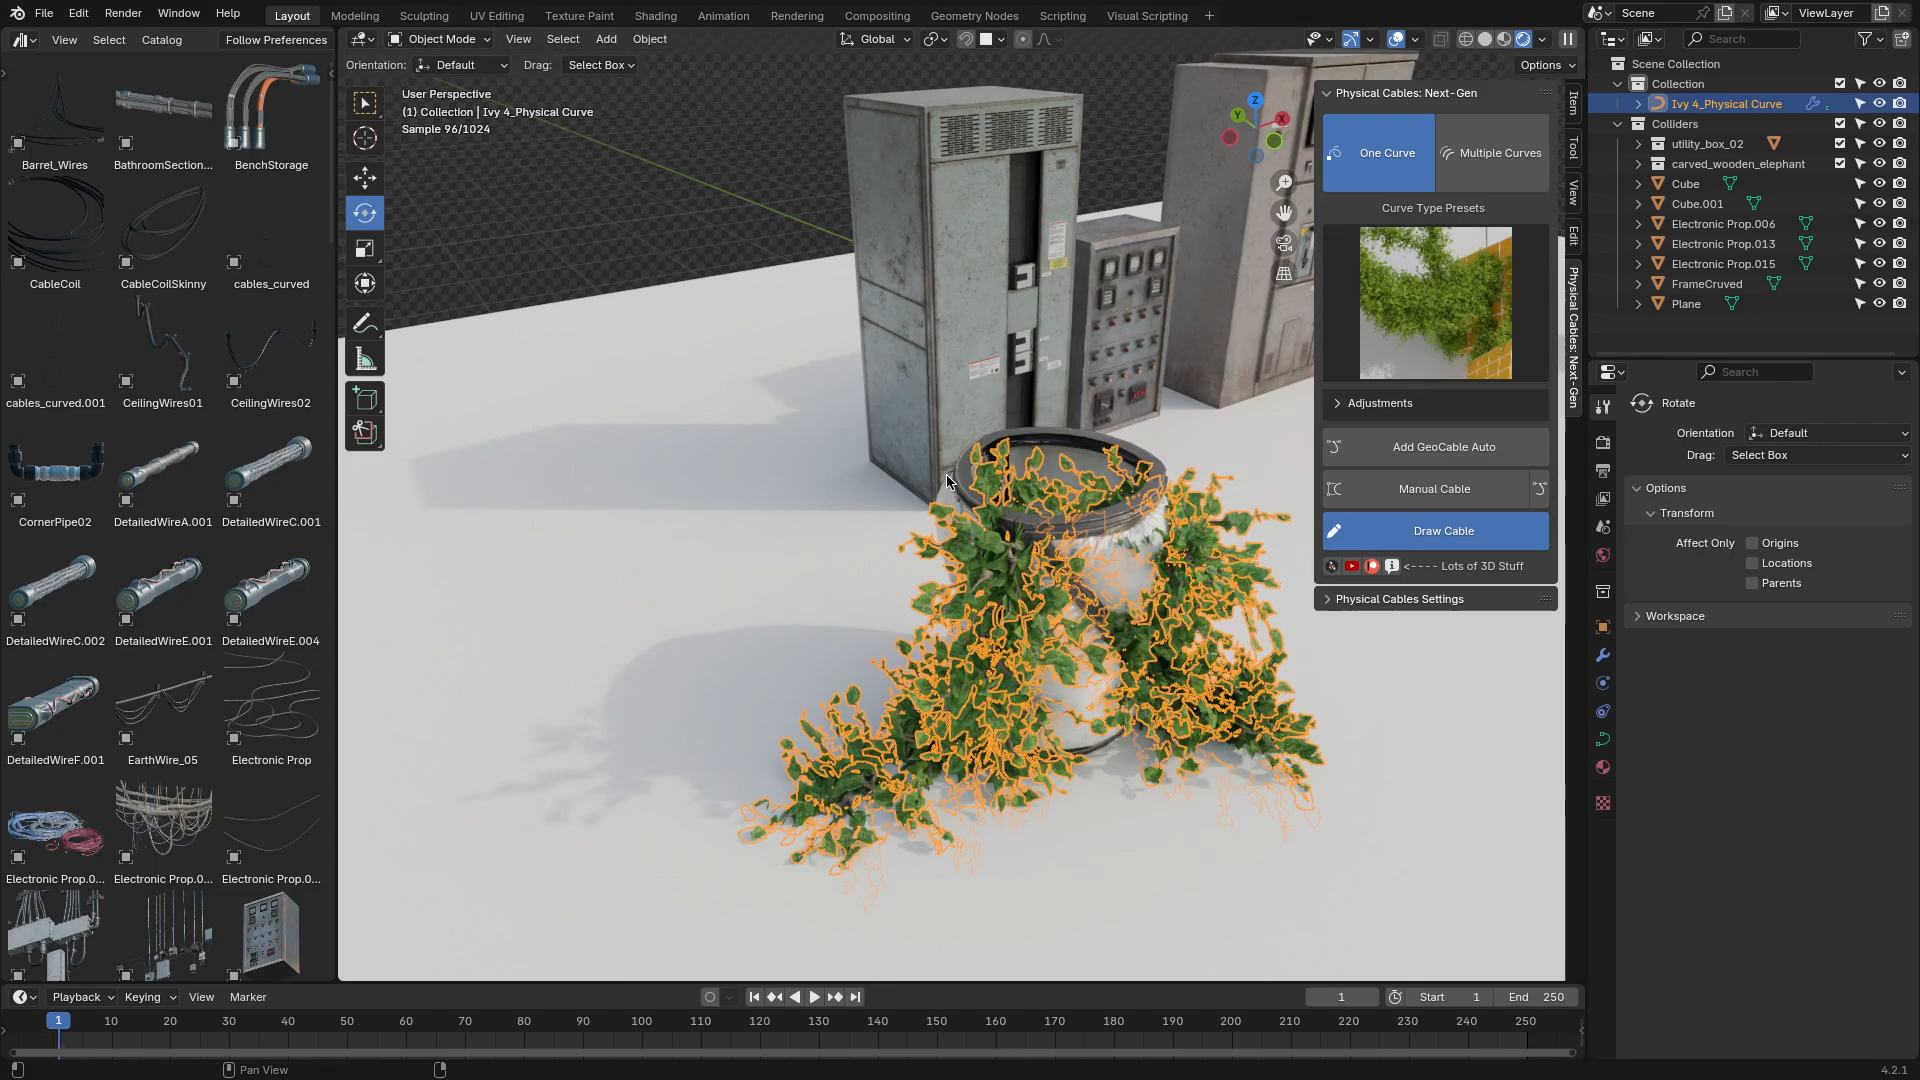 File Edit Render Window Help
Layout Modeling Sculpting UV Editing Texture Paint Shading Animation Rendering Compositing Geometry Nodes Scripting Visual Scripting +
Scene
ViewLayer
View Select Catalog Follow Preferences
Object Mode View Select Add Object
Global
Search
Orientation: Default Drag: Select Box
Options
User Perspective
(1) Collection | Ivy 4_Physical Curve
Sample 96/1024
Barrel_Wires BathroomSection... BenchStorage
CableCoil CableCoilSkinny cables_curved
cables_curved.001 CeilingWires01 CeilingWires02
CornerPipe02 DetailedWireA.001 DetailedWireC.001
DetailedWireC.002 DetailedWireE.001 DetailedWireE.004
DetailedWireF.001 EarthWire_05 Electronic Prop
Electronic Prop.0... Electronic Prop.0... Electronic Prop.0...
Z
Y
X
Physical Cables: Next-Gen
One Curve Multiple Curves
Curve Type Presets
Adjustments
Add GeoCable Auto
Manual Cable
Draw Cable
<---- Lots of 3D Stuff
Physical Cables Settings
Item
Tool
View
Edit
Physical Cables: Next-Gen
Scene Collection
Collection
Ivy 4_Physical Curve
Colliders
utility_box_02
carved_wooden_elephant
Cube
Cube.001
Electronic Prop.006
Electronic Prop.013
Electronic Prop.015
FrameCruved
Plane
Search
Rotate
Orientation Default
Drag: Select Box
Options
Transform
Affect Only Origins
Locations
Parents
Workspace
Playback Keying View Marker
1 Start 1 End 250
1 10 20 30 40 50 60 70 80 90 100 110 120 130 140 150 160 170 180 190 200 210 220 230 240 250
Pan View
4.2.1